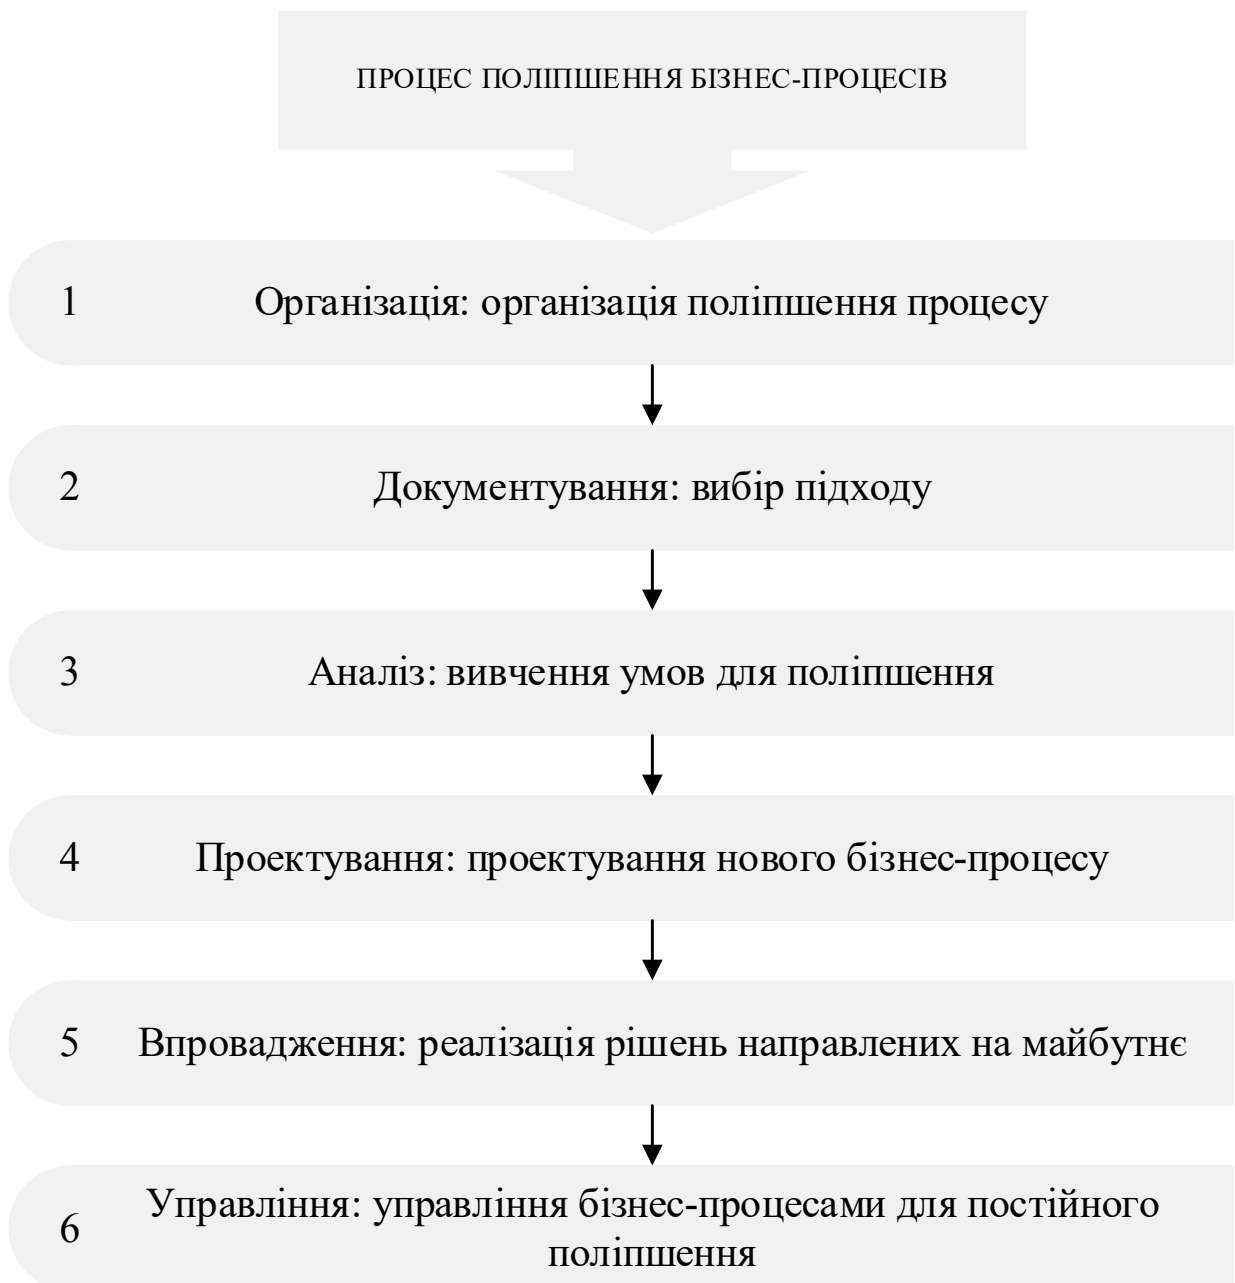 ПРОЦЕС ПОЛІПШЕННЯ БІЗНЕС-ПРОЦЕСІВ
1 Організація: організація поліпшення процесу
2 Документування: вибір підходу
3 Аналіз: вивчення умов для поліпшення
4 Проектування: проектування нового бізнес-процесу
5 Впровадження: реалізація рішень направлених на майбутнє
6 Управління: управління бізнес-процесами для постійного
поліпшення